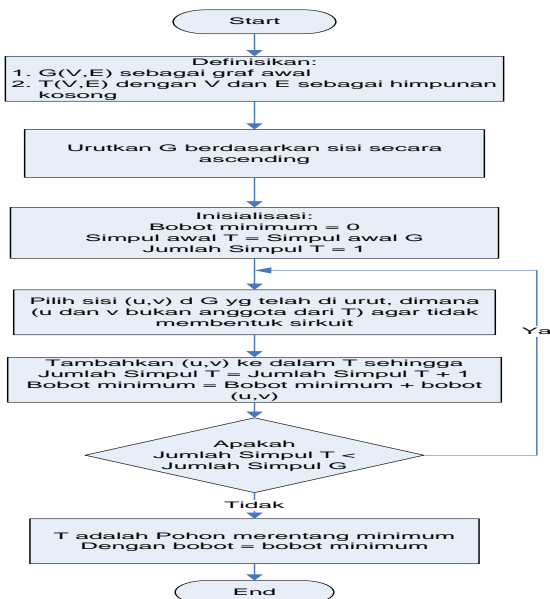 Start
Definisikan:
1. G(V,E) sebagai graf awal
2. T(V,E) dengan V dan E sebagai himpunan
kosong
Urutkan G berdasarkan sisi secara
ascending
Inisialisasi:
Bobot minimum = 0
Simpul awal T = Simpul awal G
Jumlah Simpul T = 1
Pilih sisi (u,v) d G yg telah di urut, dimana
(u dan v bukan anggota dari T) agar tidak
membentuk sirkuit
Ya
Tambahkan (u,v) ke dalam T sehingga
Jumlah Simpul T = Jumlah Simpul T + 1
Bobot minimum = Bobot minimum + bobot
(u,v)
Apakah
Jumlah Simpul T <
Jumlah Simpul G
Tidak
T adalah Pohon merentang minimum
Dengan bobot = bobot minimum
End